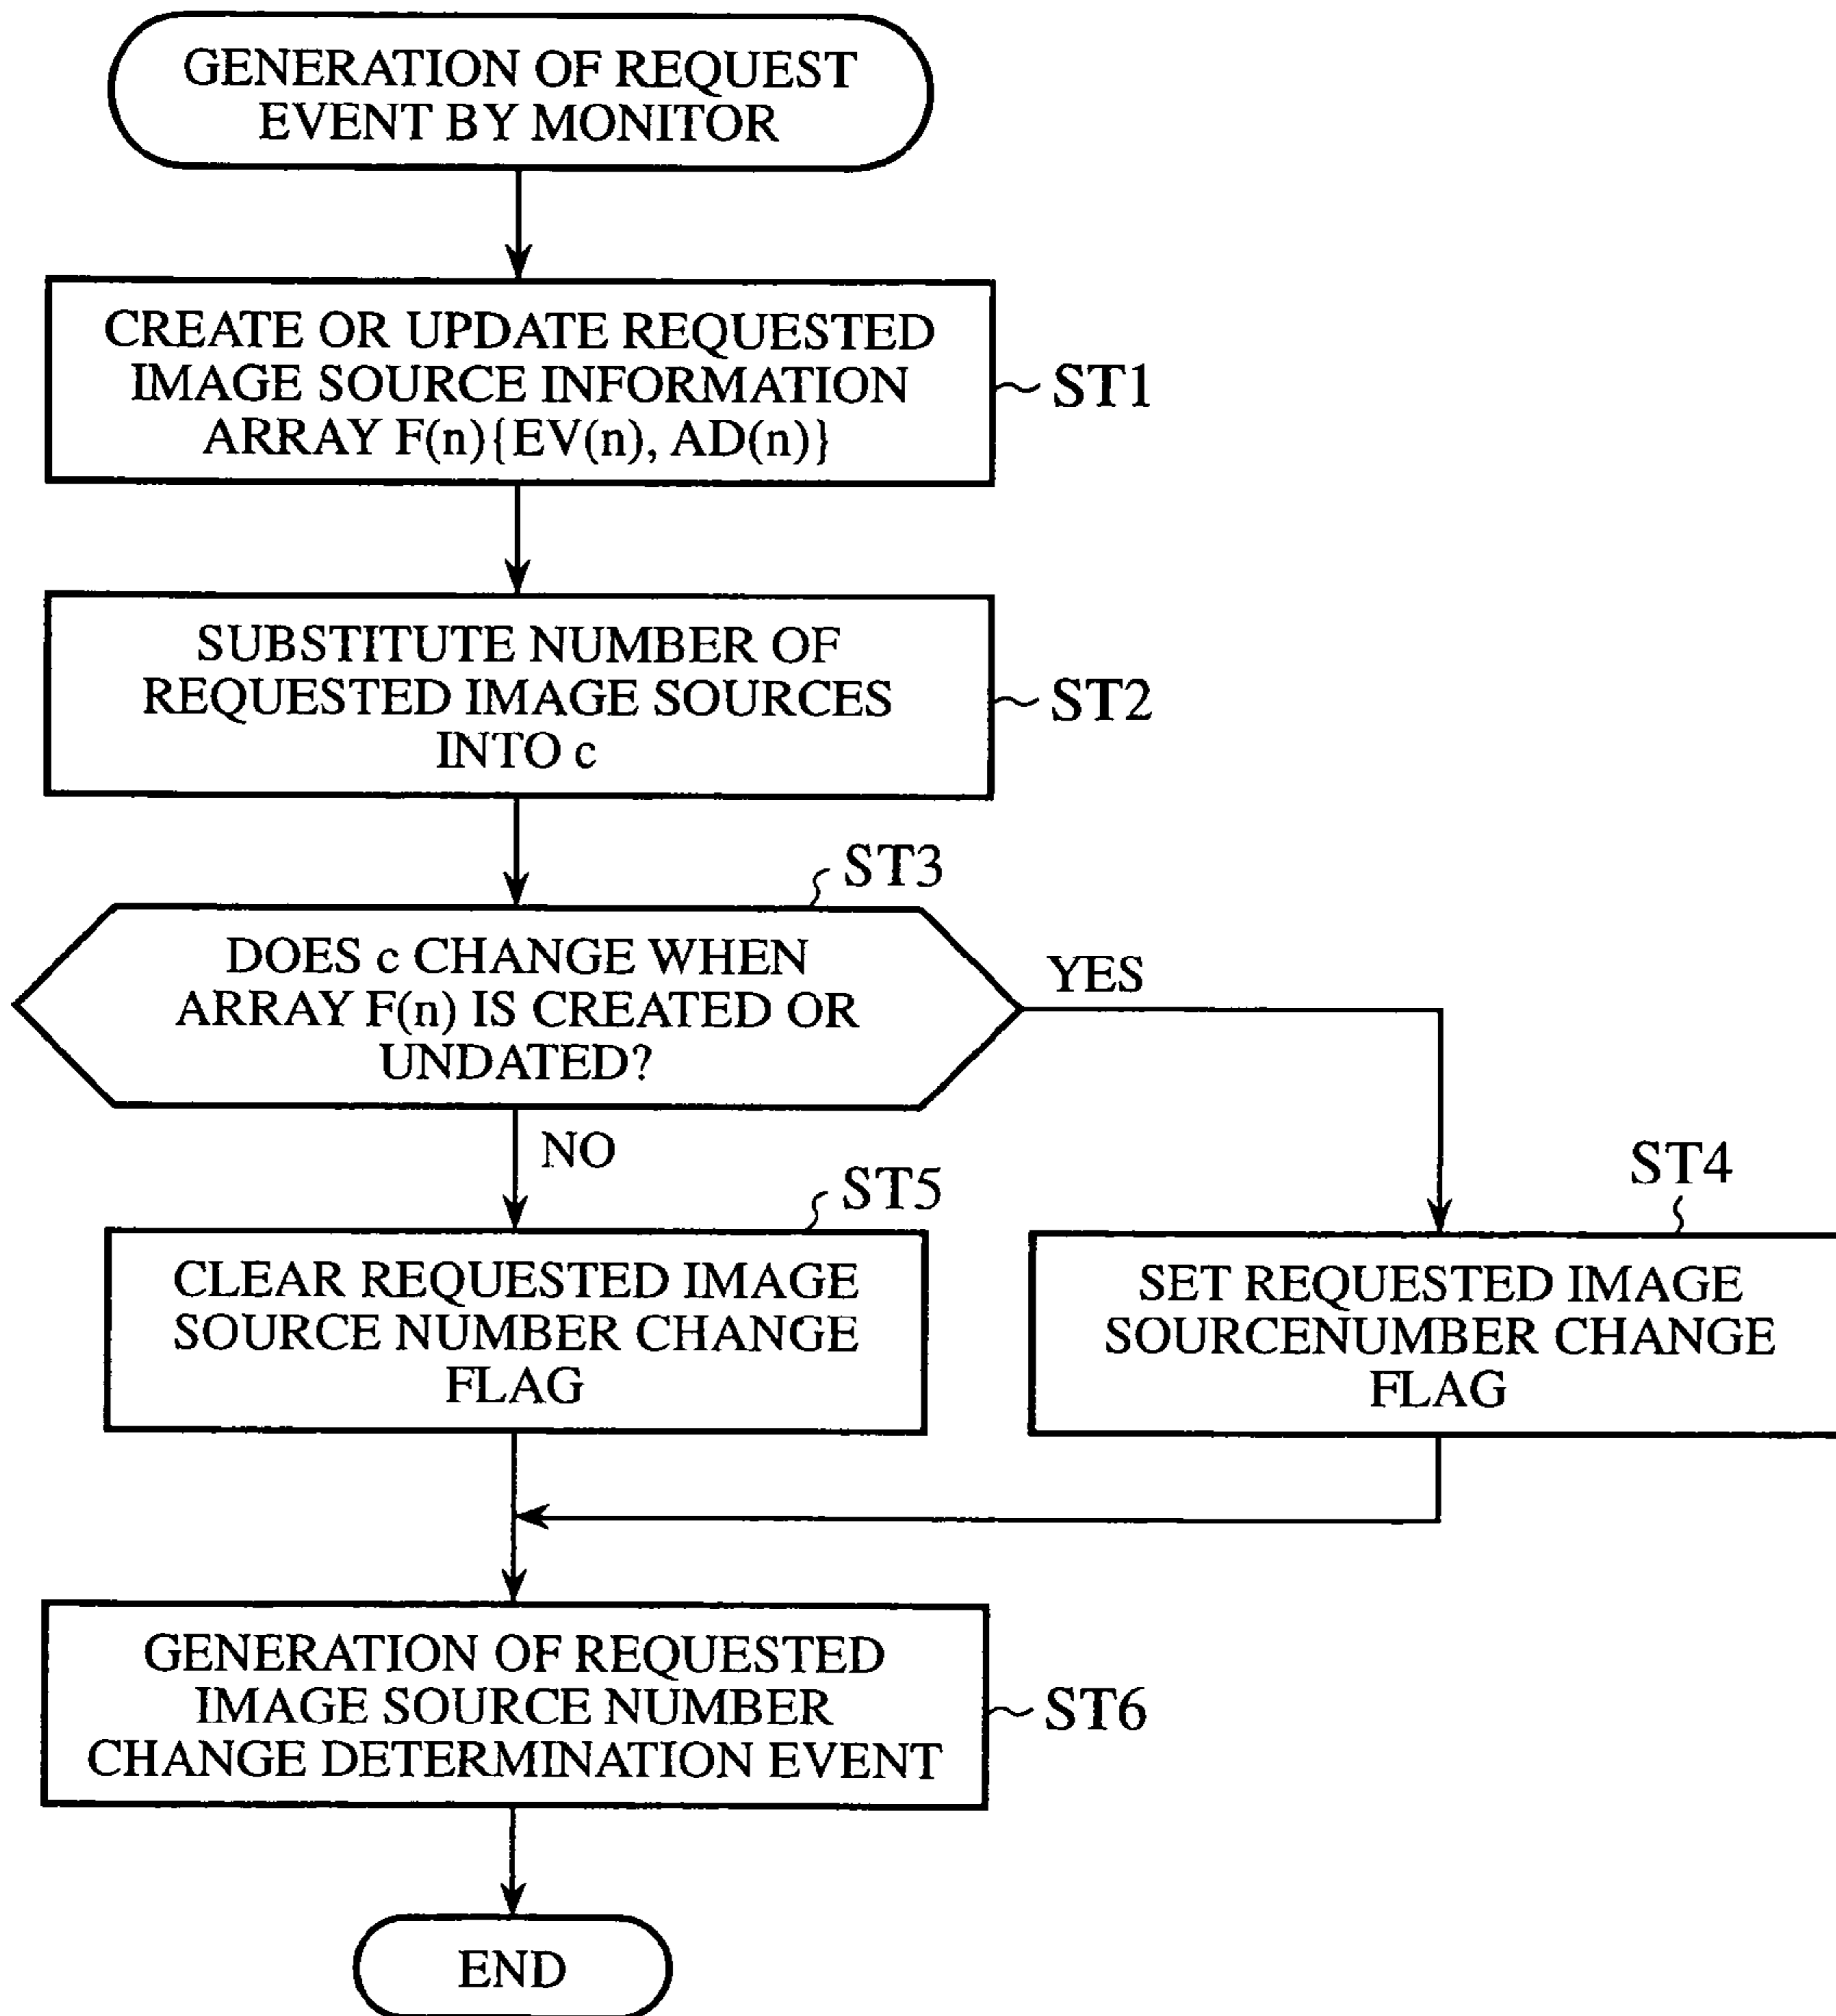 GENERATION OF REQUEST
EVENT BY MONITOR
CREATE OR UPDATE REQUESTED
IMAGE SOURCE INFORMATION
ARRAY F(n){EV(n), AD(n)}
ST1
SUBSTITUTE NUMBER OF
REQUESTED IMAGE SOURCES
INTO c
ST2
ST3
DOES c CHANGE WHEN
ARRAY F(n) IS CREATED OR
UNDATED?
YES
NO
ST5
CLEAR REQUESTED IMAGE
SOURCE NUMBER CHANGE
FLAG
ST4
SET REQUESTED IMAGE
SOURCENUMBER CHANGE
FLAG
GENERATION OF REQUESTED
IMAGE SOURCE NUMBER
CHANGE DETERMINATION EVENT
ST6
END